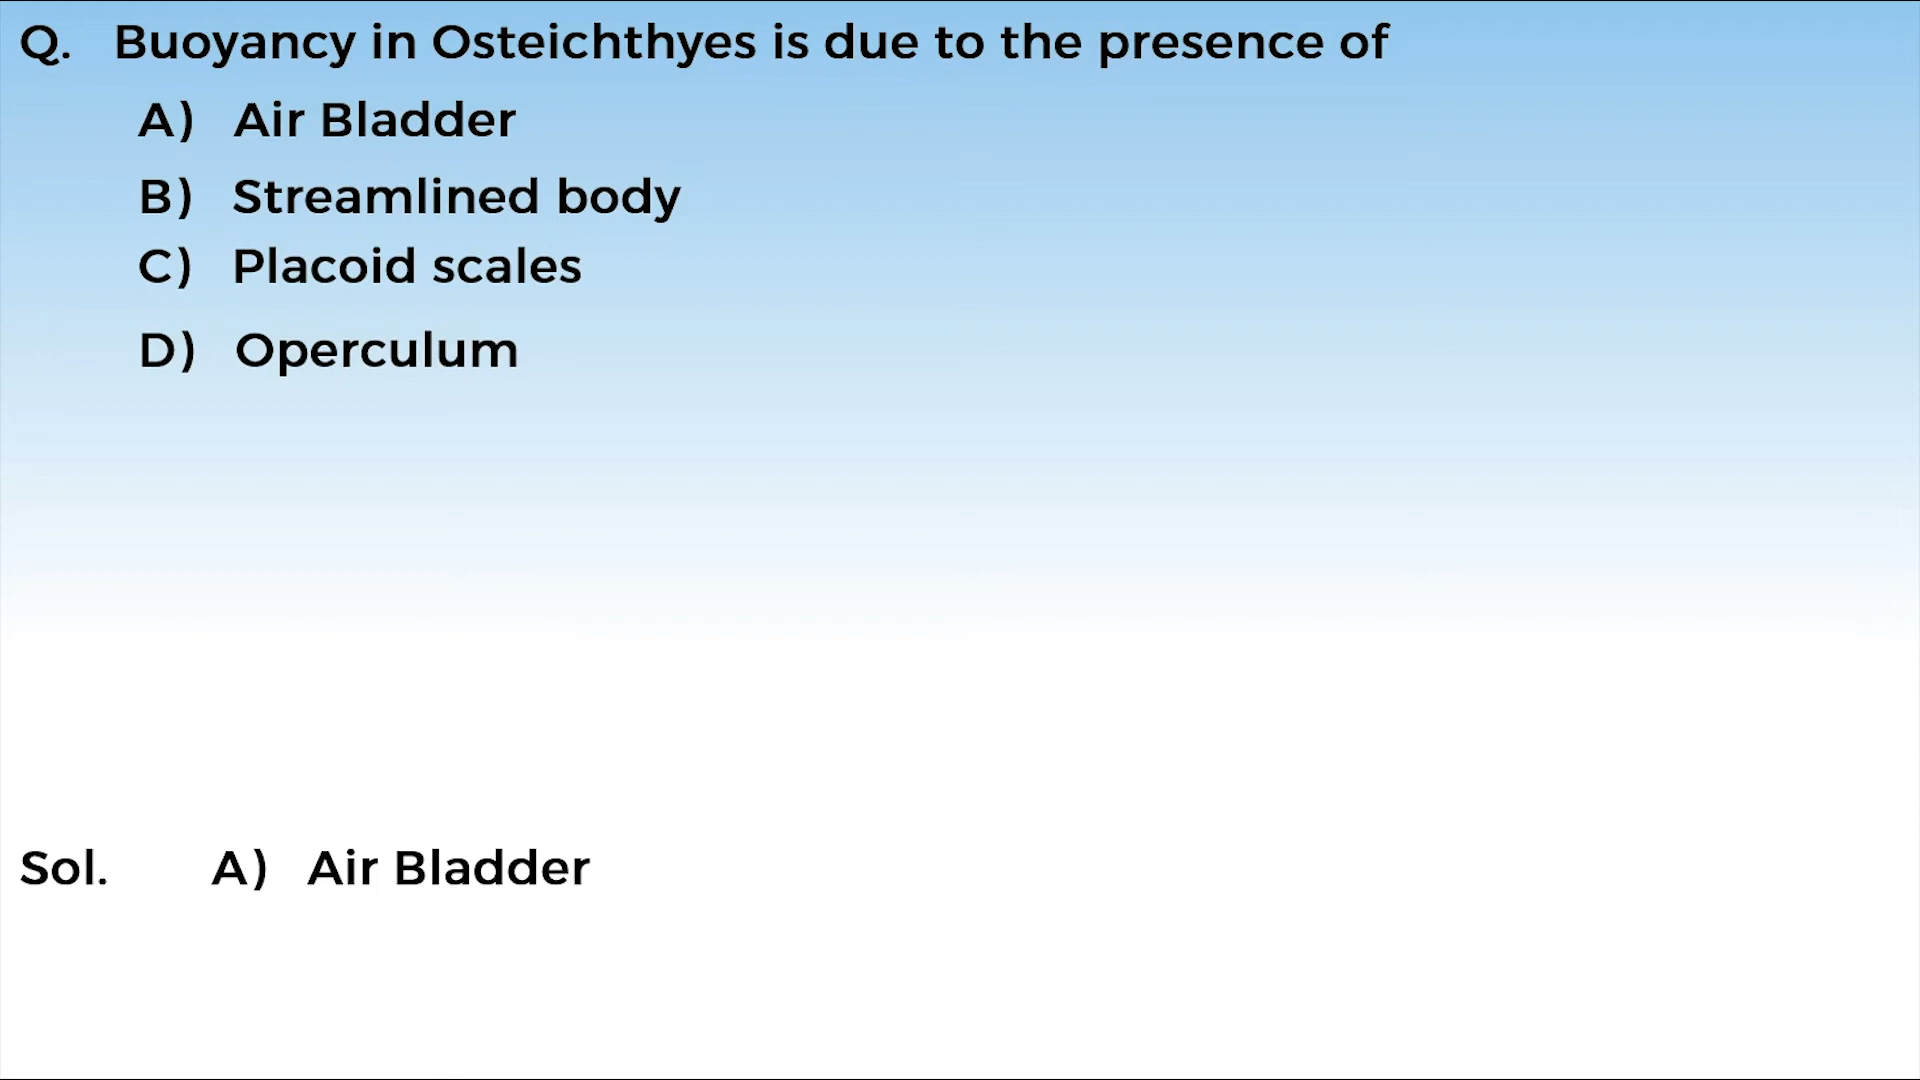 Q. Buoyancy in Osteichthyes is due to the presence of
A) Air Bladder
B) Streamlined body
C) Placoid scales
D) Operculum
Sol. A) Air Bladder